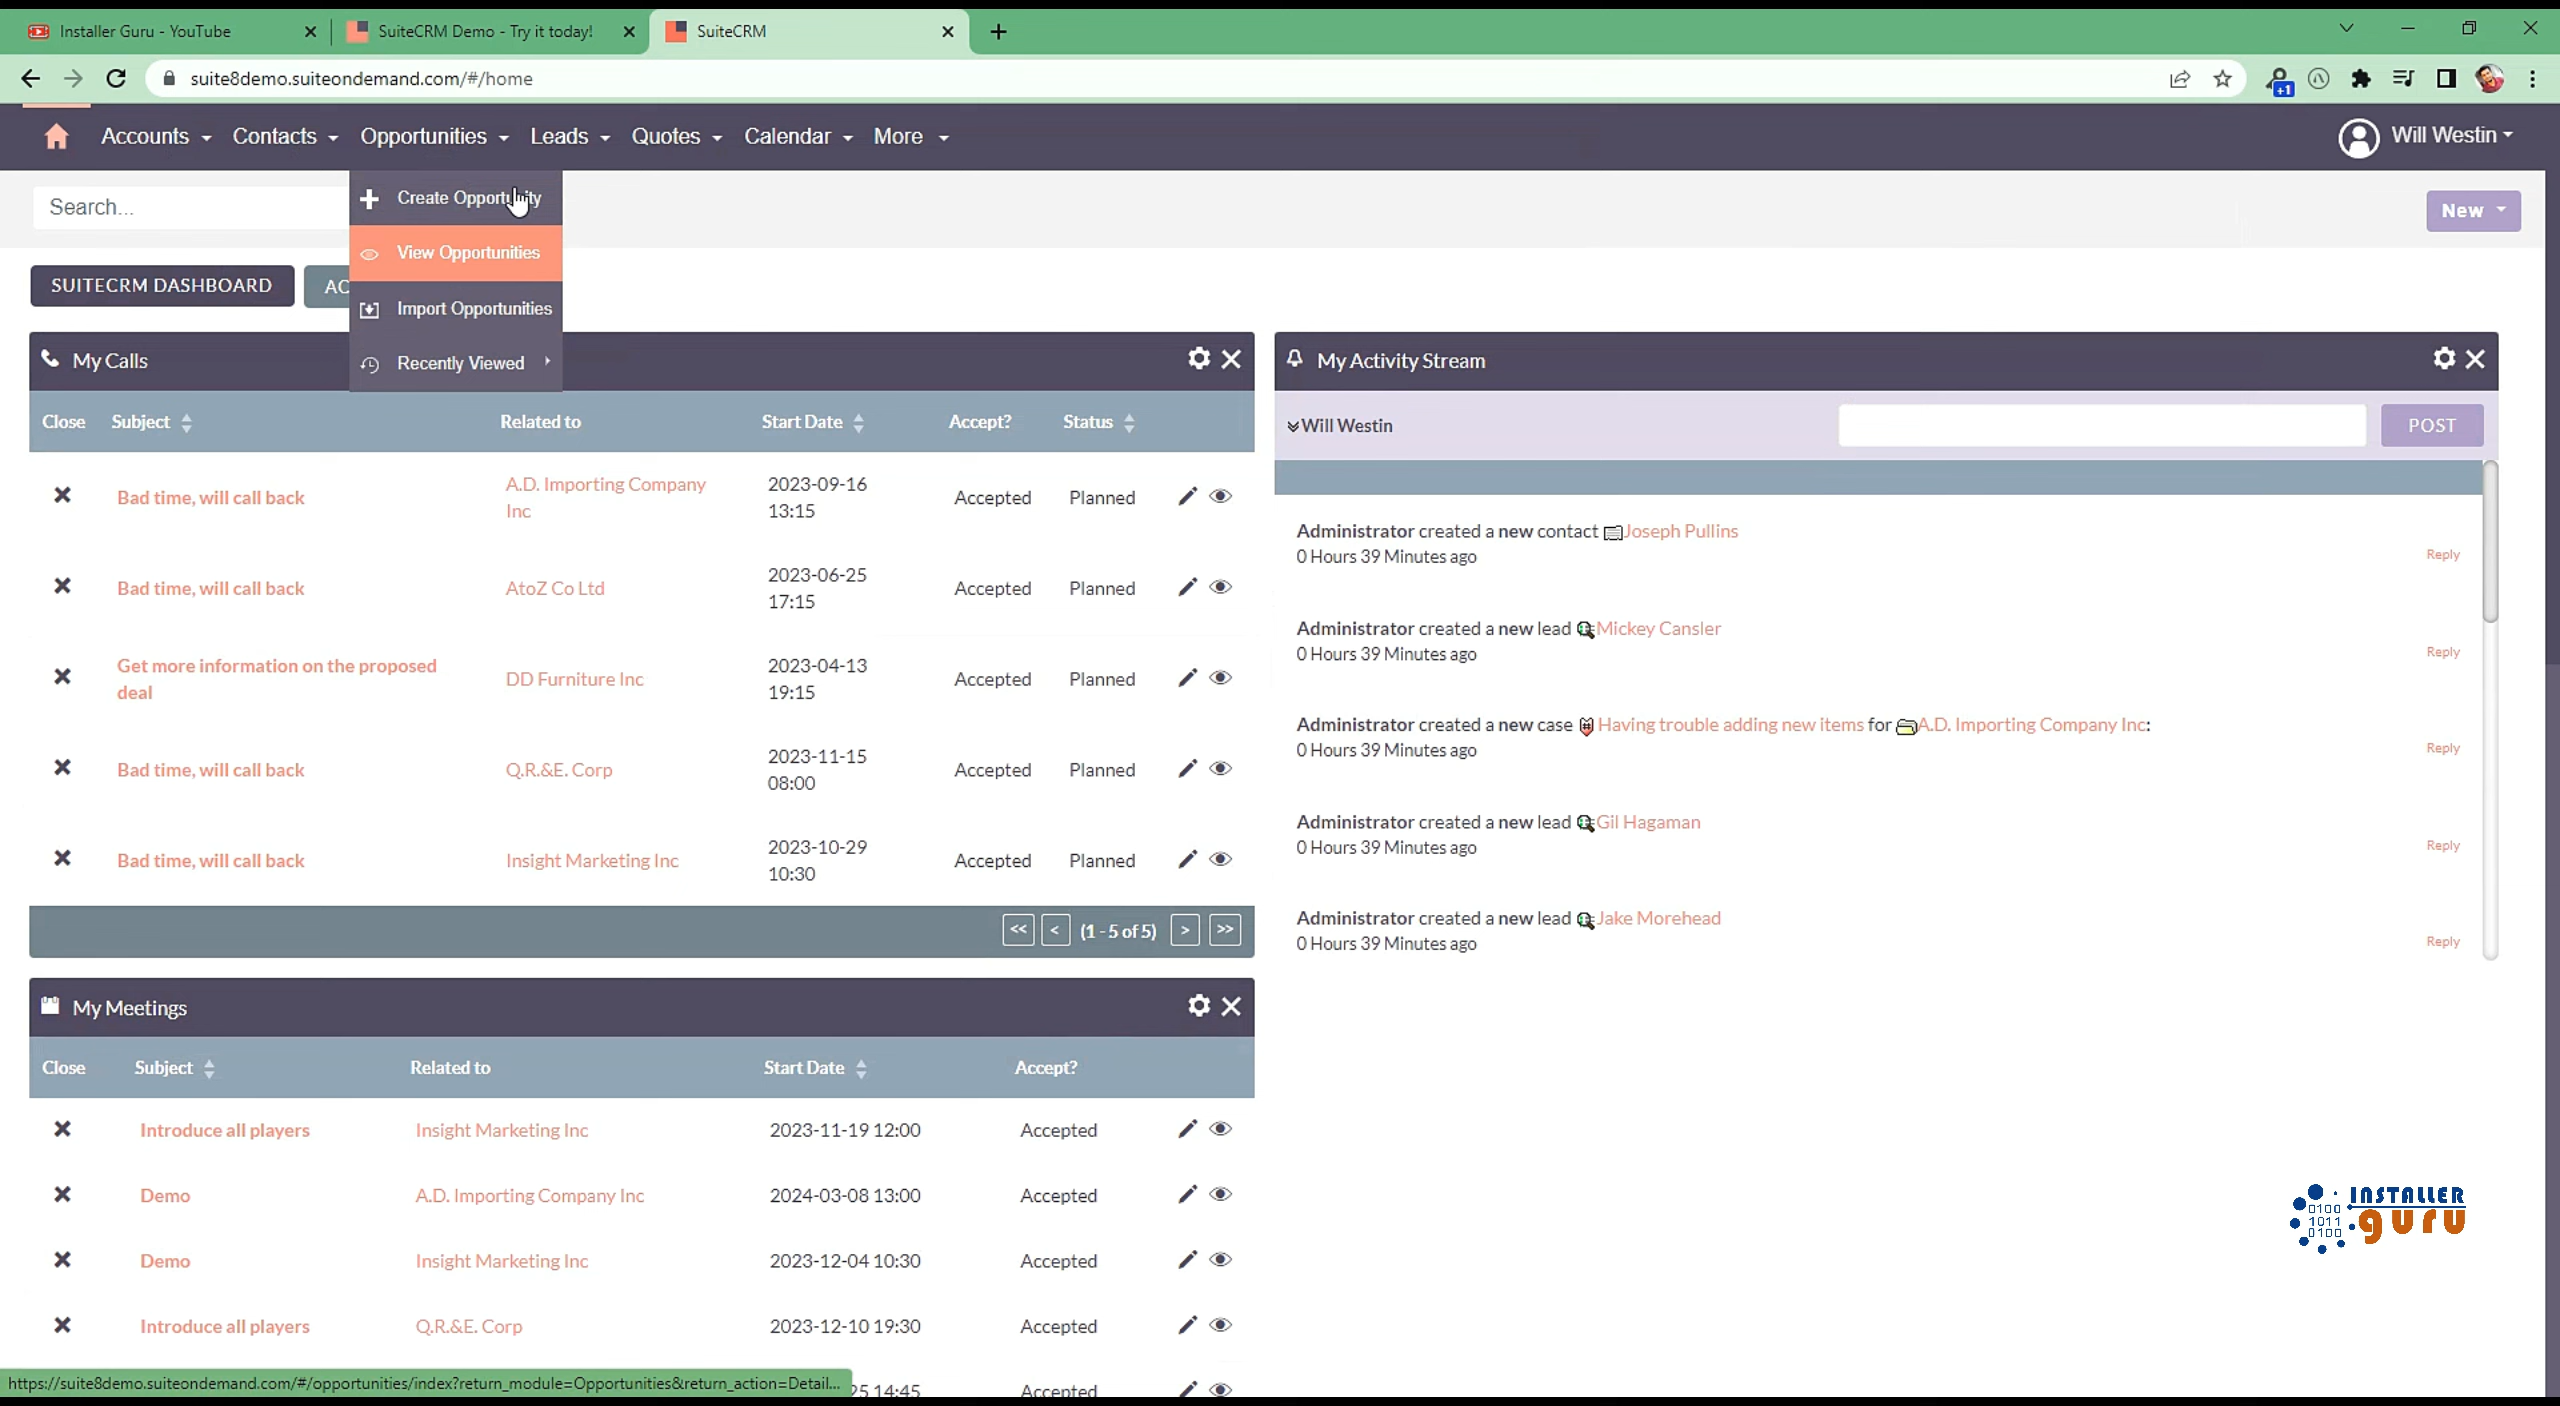 Installer Guru - YouTube
SuiteCRM Demo - Try it today!
SuiteCRM
suite8demo.suiteondemand.com/#/home
+1
Accounts Contacts Opportunities Leads Quotes Calendar More
Will Westin
Search...
Create Opportunity
View Opportunities
Import Opportunities
Recently Viewed
New
SUITECRM DASHBOARD
AC
My Calls
Close Subject Related to Start Date Accept? Status
Bad time, will call back A.D. Importing Company Inc 2023-09-16 13:15 Accepted Planned
Bad time, will call back AtoZ Co Ltd 2023-06-25 17:15 Accepted Planned
Get more information on the proposed deal DD Furniture Inc 2023-04-13 19:15 Accepted Planned
Bad time, will call back Q.R.&E. Corp 2023-11-15 08:00 Accepted Planned
Bad time, will call back Insight Marketing Inc 2023-10-29 10:30 Accepted Planned
<< < (1 - 5 of 5) > >>
My Activity Stream
Will Westin
POST
Administrator created a new contact Joseph Pullins
0 Hours 39 Minutes ago
Reply
Administrator created a new lead Mickey Cansler
0 Hours 39 Minutes ago
Reply
Administrator created a new case Having trouble adding new items for A.D. Importing Company Inc:
0 Hours 39 Minutes ago
Reply
Administrator created a new lead Gil Hagaman
0 Hours 39 Minutes ago
Reply
Administrator created a new lead Jake Morehead
0 Hours 39 Minutes ago
Reply
My Meetings
Close Subject Related to Start Date Accept?
Introduce all players Insight Marketing Inc 2023-11-19 12:00 Accepted
Demo A.D. Importing Company Inc 2024-03-08 13:00 Accepted
Demo Insight Marketing Inc 2023-12-04 10:30 Accepted
Introduce all players Q.R.&E. Corp 2023-12-10 19:30 Accepted
25 14:45 Accepted
https://suite8demo.suiteondemand.com/#/opportunities/index?return_module=Opportunities&return_action=Detail...
INSTALLER
guru
0100
1011
0100